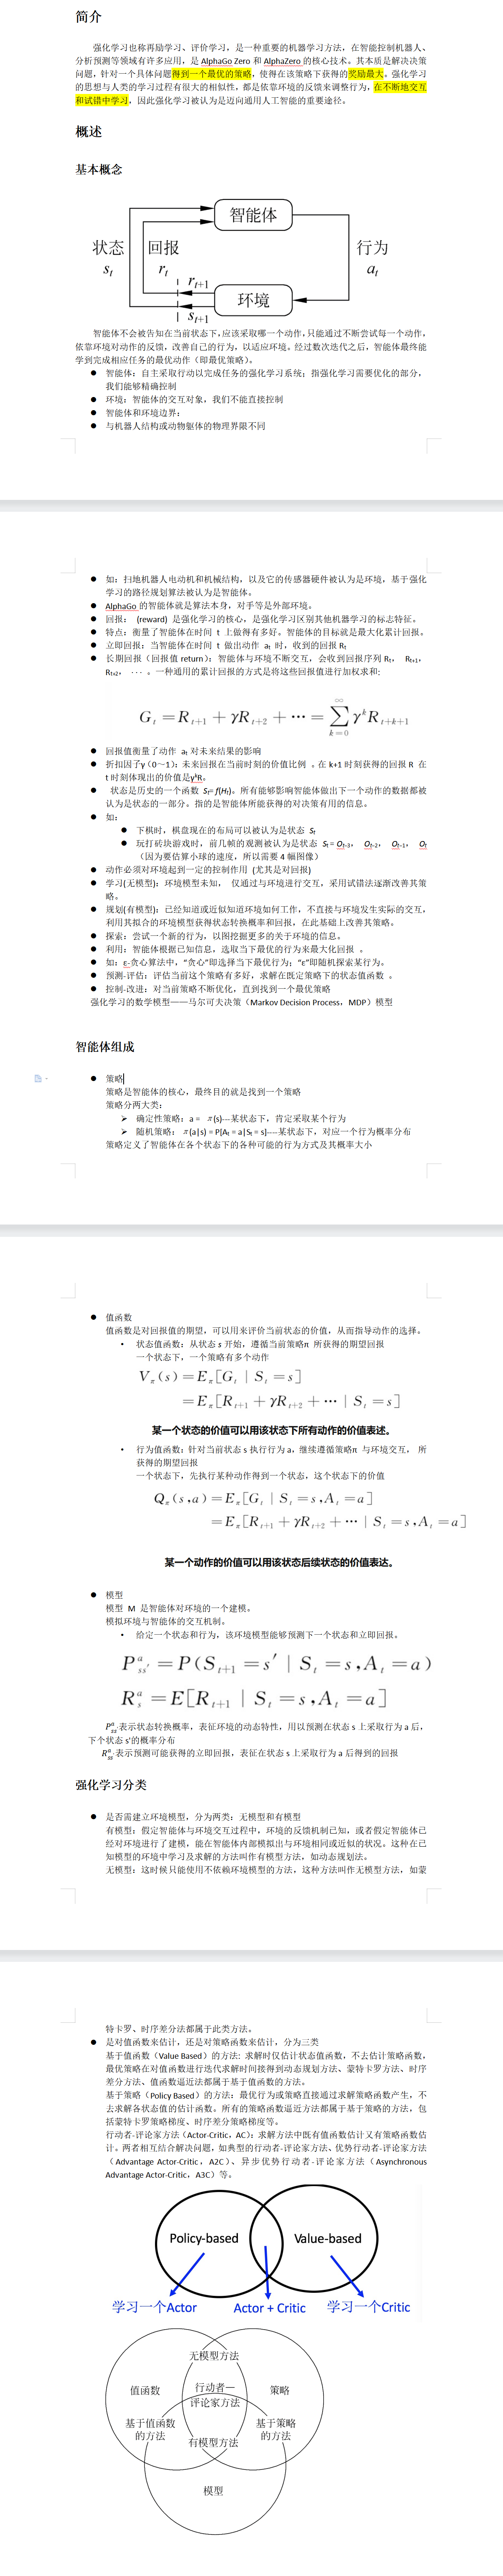 简介
强化学习也称再励学习、评价学习，是一种重要的机器学习方法，在智能控制机器人、
分析预测等领域有许多应用，是 AlphaGo Zero 和 AlphaZero 的核心技术。其本质是解决决策
问题，针对一个具体问题得到一个最优的策略，使得在该策略下获得的奖励最大。强化学习
的思想与人类的学习过程有很大的相似性，都是依靠环境的反馈来调整行为，在不断地交互
和试错中学习，因此强化学习被认为是迈向通用人工智能的重要途径。
概述
基本概念
智能体
状态 回报 行为
s_t r_t a_t
r_{t+1}
环境
s_{t+1}
智能体不会被告知在当前状态下，应该采取哪一个动作，只能通过不断尝试每一个动作，
依靠环境对动作的反馈，改善自己的行为，以适应环境。经过数次迭代之后，智能体最终能
学到完成相应任务的最优动作（即最优策略）。
● 智能体：自主采取行动以完成任务的强化学习系统；指强化学习需要优化的部分，
我们能够精确控制
● 环境：智能体的交互对象，我们不能直接控制
● 智能体和环境边界：
● 与机器人结构或动物躯体的物理界限不同
● 如：扫地机器人电动机和机械结构，以及它的传感器硬件被认为是环境，基于强化
学习的路径规划算法被认为是智能体。
● AlphaGo 的智能体就是算法本身，对手等是外部环境。
● 回报： (reward) 是强化学习的核心，是强化学习区别其他机器学习的标志特征。
● 特点：衡量了智能体在时间 t 上做得有多好。智能体的目标就是最大化累计回报。
● 立即回报：当智能体在时间 t 做出动作 aₜ 时，收到的回报 Rₜ
● 长期回报（回报值 return）：智能体与环境不断交互，会收到回报序列 Rₜ， Rₜ₊₁，
Rₜ₊₂， ··· 。一种通用的累计回报的方式是将这些回报值进行加权求和：
G_t = R_{t+1} + γR_{t+2} + ⋯ = ∑_{k=0}^{∞} γ^k R_{t+k+1}
● 回报值衡量了动作 aₜ 对未来结果的影响
● 折扣因子γ（0～1）：未来回报在当前时刻的价值比例 。在 k+1 时刻获得的回报 R 在
t 时刻体现出的价值是γᵏR。
● 状态是历史的一个函数 Sₜ= f(Hₜ)。所有能够影响智能体做出下一个动作的数据都被
认为是状态的一部分。指的是智能体所能获得的对决策有用的信息。
● 如：
● 下棋时，棋盘现在的布局可以被认为是状态 Sₜ
● 玩打砖块游戏时，前几帧的观测被认为是状态 Sₜ = Oₜ₋₃， Oₜ₋₂， Oₜ₋₁， Oₜ
（因为要估算小球的速度，所以需要 4 幅图像）
● 动作必须对环境起到一定的控制作用 (尤其是对回报)
● 学习(无模型)：环境模型未知， 仅通过与环境进行交互，采用试错法逐渐改善其策
略。
● 规划(有模型)：已经知道或近似知道环境如何工作，不直接与环境发生实际的交互，
利用其拟合的环境模型获得状态转换概率和回报，在此基础上改善其策略。
● 探索：尝试一个新的行为，以图挖掘更多的关于环境的信息。
● 利用：智能体根据已知信息，选取当下最优的行为来最大化回报 。
● 如：ε-贪心算法中，“贪心”即选择当下最优行为；“ε”即随机探索某行为。
● 预测-评估：评估当前这个策略有多好，求解在既定策略下的状态值函数 。
● 控制-改进：对当前策略不断优化，直到找到一个最优策略
强化学习的数学模型——马尔可夫决策（Markov Decision Process，MDP）模型
智能体组成
● 策略
策略是智能体的核心，最终目的就是找到一个策略
策略分两大类：
➢ 确定性策略：a = π(s)---某状态下，肯定采取某个行为
➢ 随机策略： π(a|s) = P[Aₜ = a|Sₜ = s]----某状态下，对应一个行为概率分布
策略定义了智能体在各个状态下的各种可能的行为方式及其概率大小
● 值函数
值函数是对回报值的期望，可以用来评价当前状态的价值，从而指导动作的选择。
• 状态值函数：从状态 s 开始，遵循当前策略π 所获得的期望回报
一个状态下，一个策略有多个动作
V_π(s) = E_π[G_t | S_t = s]
= E_π[R_{t+1} + γR_{t+2} + ⋯ | S_t = s]
某一个状态的价值可以用该状态下所有动作的价值表述。
• 行为值函数：针对当前状态 s 执行行为 a，继续遵循策略π 与环境交互， 所
获得的期望回报
一个状态下，先执行某种动作得到一个状态，这个状态下的价值
Q_π(s,a) = E_π[G_t | S_t = s, A_t = a]
= E_π[R_{t+1} + γR_{t+2} + ⋯ | S_t = s, A_t = a]
某一个动作的价值可以用该状态后续状态的价值表达。
● 模型
模型 M 是智能体对环境的一个建模。
模拟环境与智能体的交互机制。
• 给定一个状态和行为，该环境模型能够预测下一个状态和立即回报。
P^a_{ss′} = P(S_{t+1} = s′ | S_t = s, A_t = a)
R^a_s = E[R_{t+1} | S_t = s, A_t = a]
P^a_{ss′}表示状态转换概率，表征环境的动态特性，用以预测在状态 s 上采取行为 a 后，
下个状态 s'的概率分布
R^a_{ss′}表示预测可能获得的立即回报，表征在状态 s 上采取行为 a 后得到的回报
强化学习分类
● 是否需建立环境模型，分为两类：无模型和有模型
有模型：假定智能体与环境交互过程中，环境的反馈机制已知，或者假定智能体已
经对环境进行了建模，能在智能体内部模拟出与环境相同或近似的状况。这种在已
知模型的环境中学习及求解的方法叫作有模型方法，如动态规划法。
无模型：这时候只能使用不依赖环境模型的方法，这种方法叫作无模型方法，如蒙
特卡罗、时序差分法都属于此类方法。
● 是对值函数来估计，还是对策略函数来估计，分为三类
基于值函数（Value Based）的方法：求解时仅估计状态值函数，不去估计策略函数，
最优策略在对值函数进行迭代求解时间接得到动态规划方法、蒙特卡罗方法、时序
差分方法、值函数逼近法都属于基于值函数的方法。
基于策略（Policy Based）的方法：最优行为或策略直接通过求解策略函数产生，不
去求解各状态值的估计函数。所有的策略函数逼近方法都属于基于策略的方法，包
括蒙特卡罗策略梯度、时序差分策略梯度等。
行动者-评论家方法（Actor-Critic，AC）：求解方法中既有值函数估计又有策略函数估
计。两者相互结合解决问题，如典型的行动者-评论家方法、优势行动者-评论家方法
（Advantage Actor-Critic，A2C）、异步优势行动者-评论家方法（Asynchronous
Advantage Actor-Critic，A3C）等。
Policy-based Value-based
学习一个Actor Actor + Critic 学习一个Critic
无模型方法
值函数 行动者— 策略
评论家方法
基于值函数 基于策略
的方法 的方法
有模型方法
模型